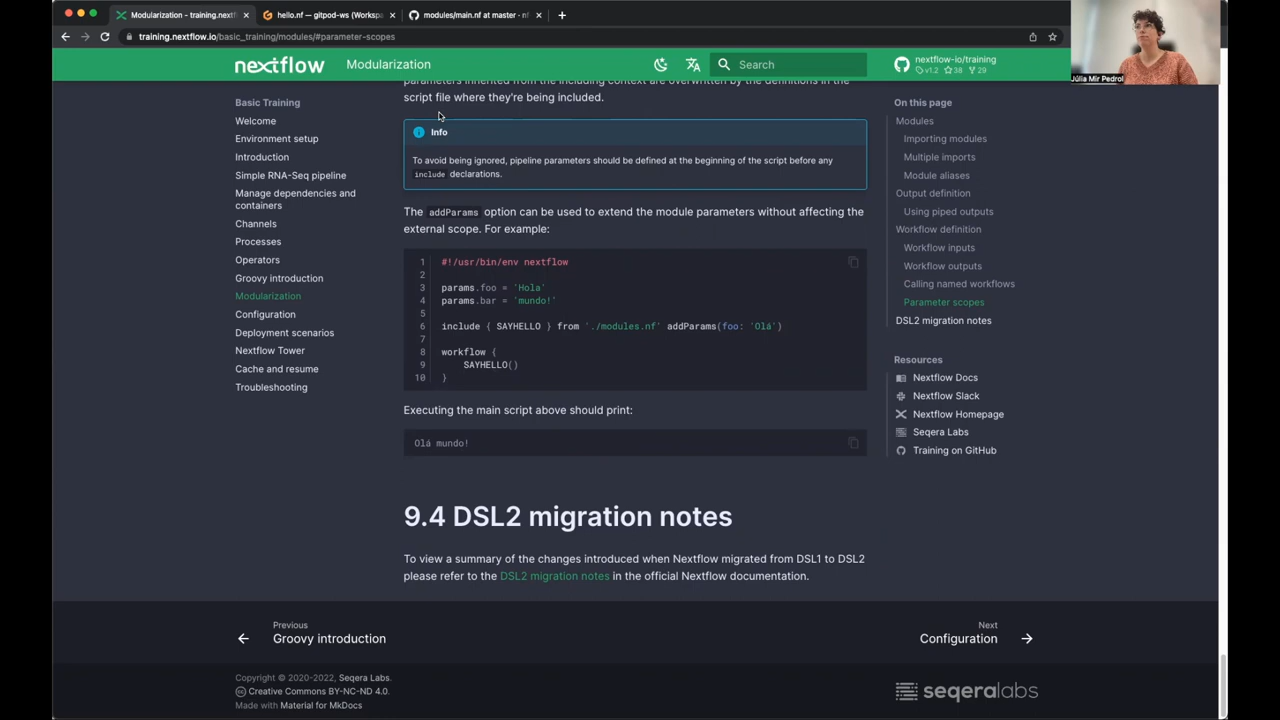 Modularization - training.nextfl
hello.nf — gitpod-ws (Workspa
modules/main.nf at master · nf
training.nextflow.io/basic_training/modules/#parameter-scopes
Júlia Mir Pedrol
nextflow
Modularization
Search
nextflow-io/training
v1.2 38 29
Basic Training
Welcome
Environment setup
Introduction
Simple RNA-Seq pipeline
Manage dependencies and
containers
Channels
Processes
Operators
Groovy introduction
Modularization
Configuration
Deployment scenarios
Nextflow Tower
Cache and resume
Troubleshooting
parameters inherited from the including context are overwritten by the definitions in the
script file where they're being included.
Info
To avoid being ignored, pipeline parameters should be defined at the beginning of the script before any
include declarations.
The addParams option can be used to extend the module parameters without affecting the
external scope. For example:
1 #!/usr/bin/env nextflow
2
3 params.foo = 'Hola'
4 params.bar = 'mundo!'
5
6 include { SAYHELLO } from './modules.nf' addParams(foo: 'Olá')
7
8 workflow {
9 SAYHELLO()
10 }
Executing the main script above should print:
Olá mundo!
9.4 DSL2 migration notes
To view a summary of the changes introduced when Nextflow migrated from DSL1 to DSL2
please refer to the DSL2 migration notes in the official Nextflow documentation.
On this page
Modules
Importing modules
Multiple imports
Module aliases
Output definition
Using piped outputs
Workflow definition
Workflow inputs
Workflow outputs
Calling named workflows
Parameter scopes
DSL2 migration notes
Resources
Nextflow Docs
Nextflow Slack
Nextflow Homepage
Seqera Labs
Training on GitHub
Previous
Groovy introduction
Next
Configuration
Copyright © 2020-2022, Seqera Labs.
Creative Commons BY-NC-ND 4.0.
Made with Material for MkDocs
seqeralabs